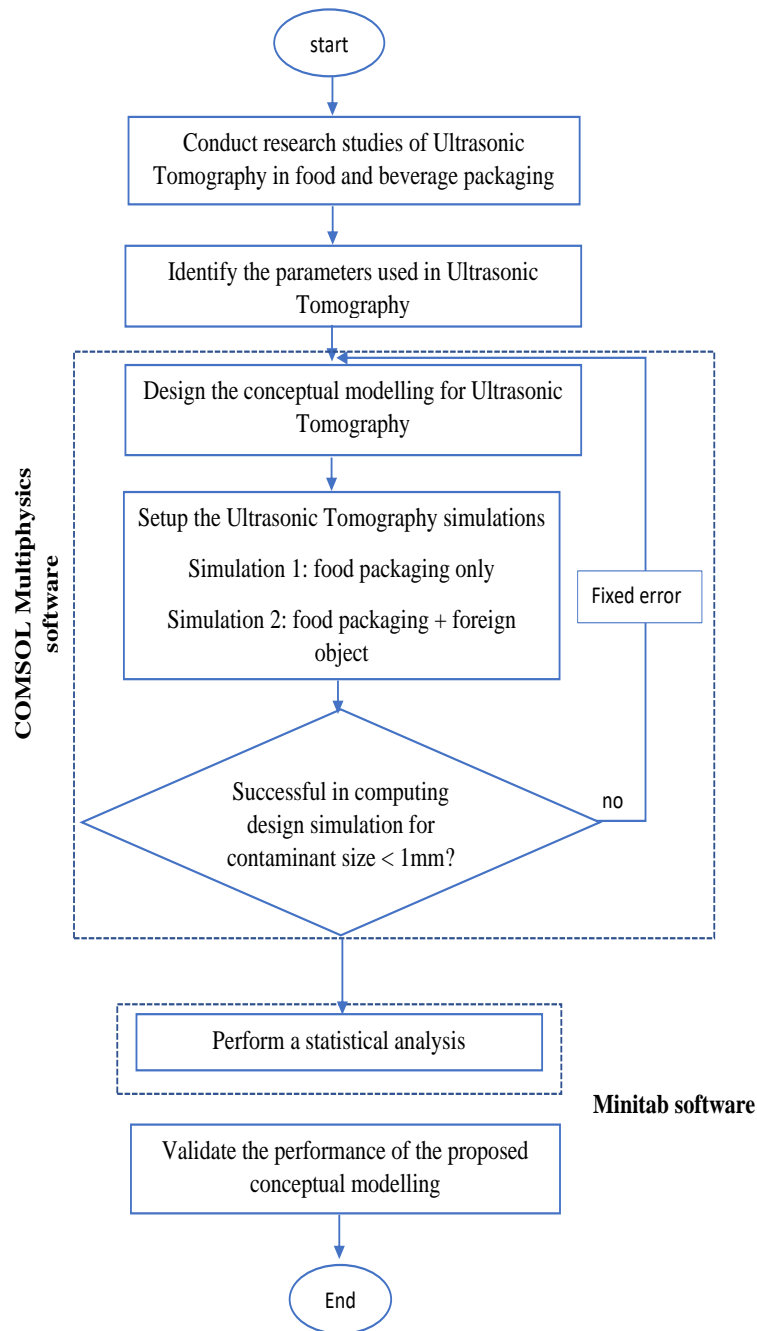 start
Conduct research studies of Ultrasonic
Tomography in food and beverage packaging
Identify the parameters used in Ultrasonic
Tomography
Design the conceptual modelling for Ultrasonic
Tomography
Setup the Ultrasonic Tomography simulations
Simulation 1: food packaging only
Simulation 2: food packaging + foreign
object
Fixed error
COMSOL Multiphysics
software
Successful in computing
design simulation for
contaminant size < 1mm?
no
Perform a statistical analysis
Minitab software
Validate the performance of the proposed
conceptual modelling
End